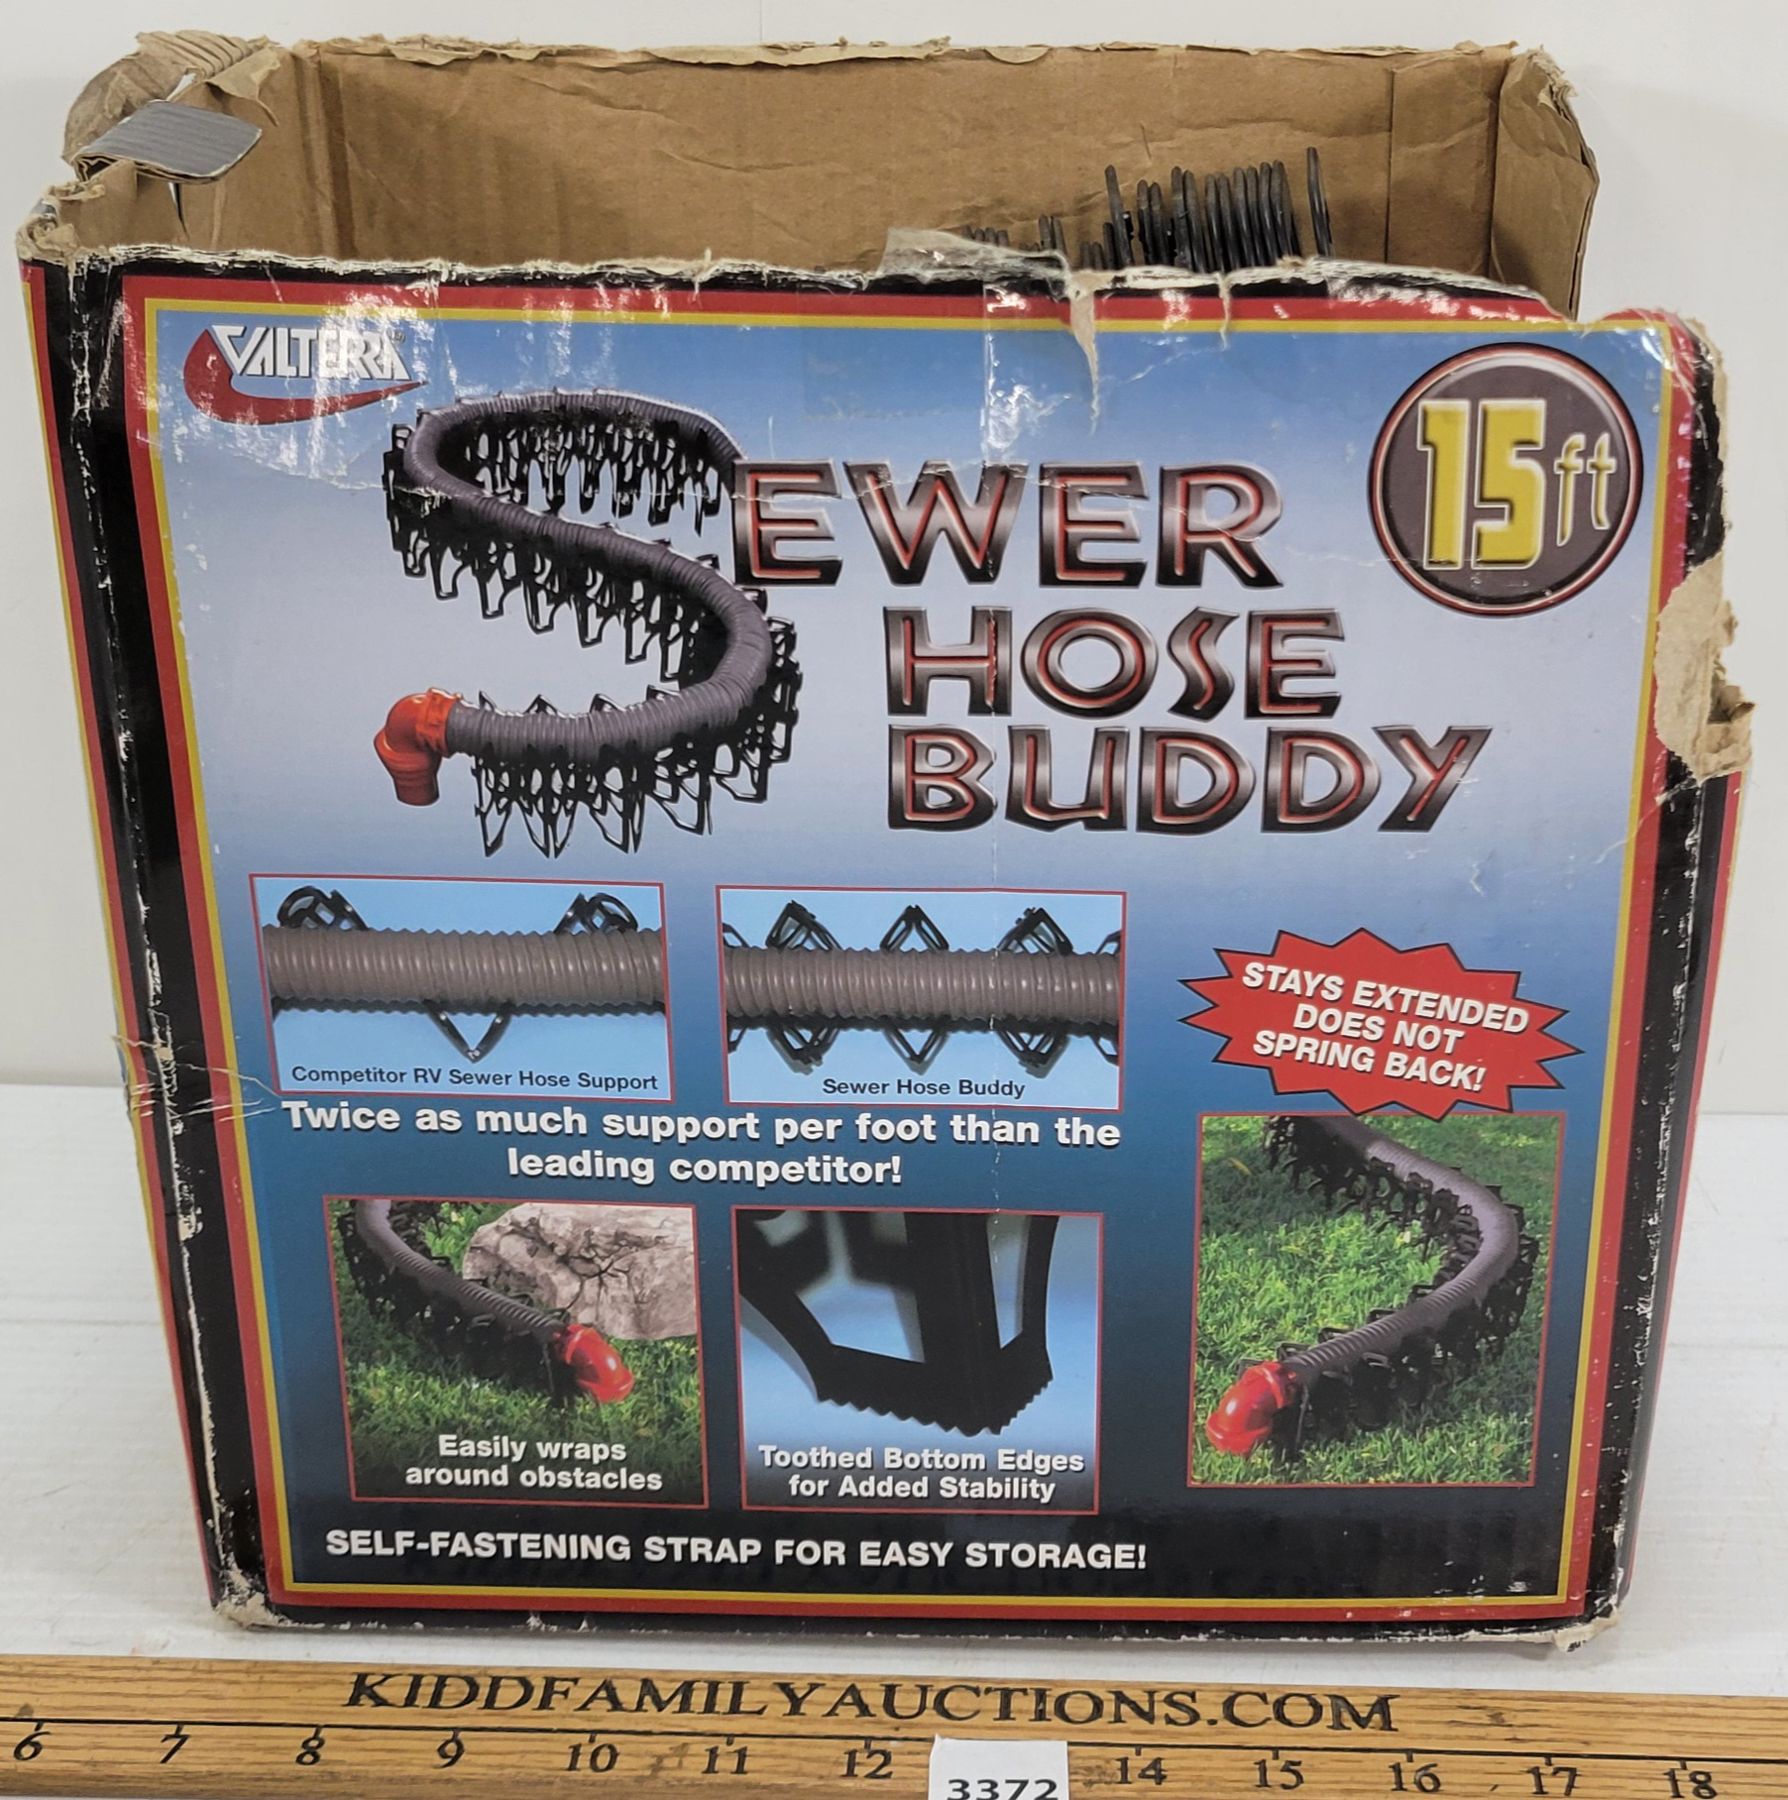 VALTERRA
15ft
SEWER
HOSE
BUDDY
Competitor RV Sewer Hose Support
Sewer Hose Buddy
STAYS EXTENDED
DOES NOT
SPRING BACK!
Twice as much support per foot than the
leading competitor!
Easily wraps
around obstacles
Toothed Bottom Edges
for Added Stability
SELF-FASTENING STRAP FOR EASY STORAGE!
KIDDFAMILYAUCTIONS.COM
6 7 8 9 10 11 12 14 15 16 17 18
3372